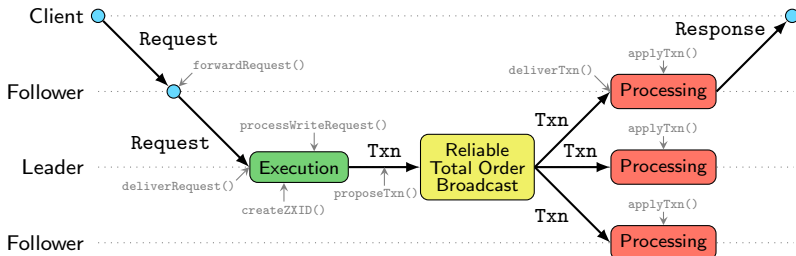 Client
Request
Response
forwardRequest()
applyTxn()
deliverTxn()
Follower
Processing
Request
processWriteRequest()
Txn
applyTxn()
Leader
Execution
Txn
Reliable
Total Order
Broadcast
Txn
Processing
deliverRequest()
proposeTxn()
createZXID()
Txn
applyTxn()
Follower
Processing